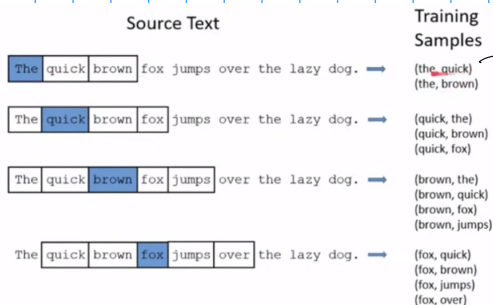 Source Text
Training
Samples
The quick brown fox jumps over the lazy dog.
(the, quick)
(the, brown)
The quick brown fox jumps over the lazy dog.
(quick, the)
(quick, brown)
(quick, fox)
The quick brown fox jumps over the lazy dog.
(brown, the)
(brown, quick)
(brown, fox)
(brown, jumps)
The quick brown fox jumps over the lazy dog.
(fox, quick)
(fox, brown)
(fox, jumps)
(fox, over)